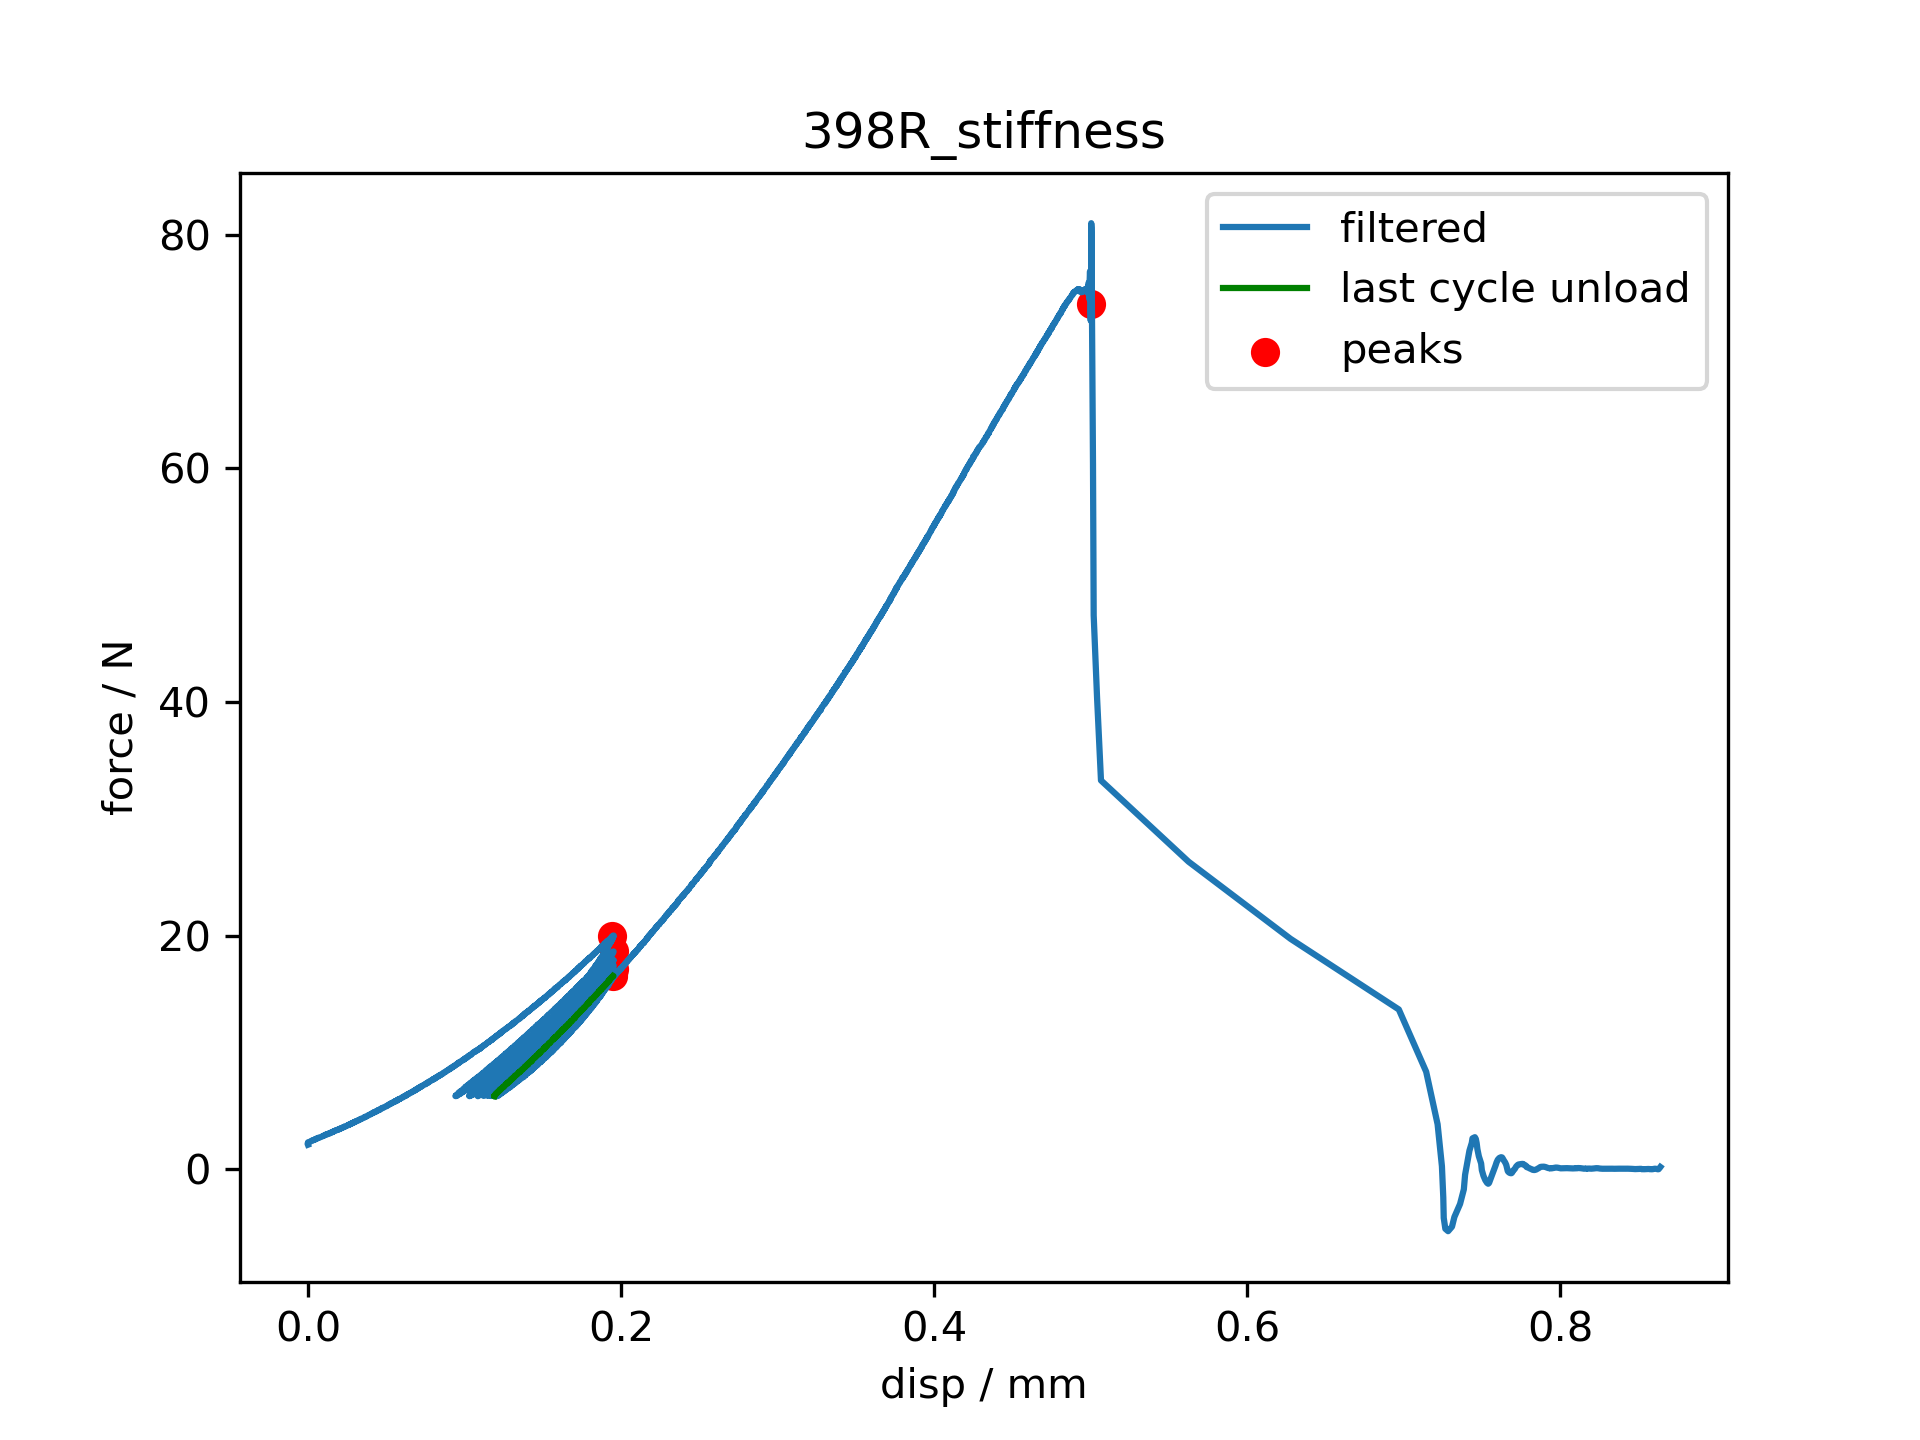 398R_stiffness
filtered
last cycle unload
peaks
80
60
40
20
0
force / N
0.0 0.2 0.4 0.6 0.8
disp / mm